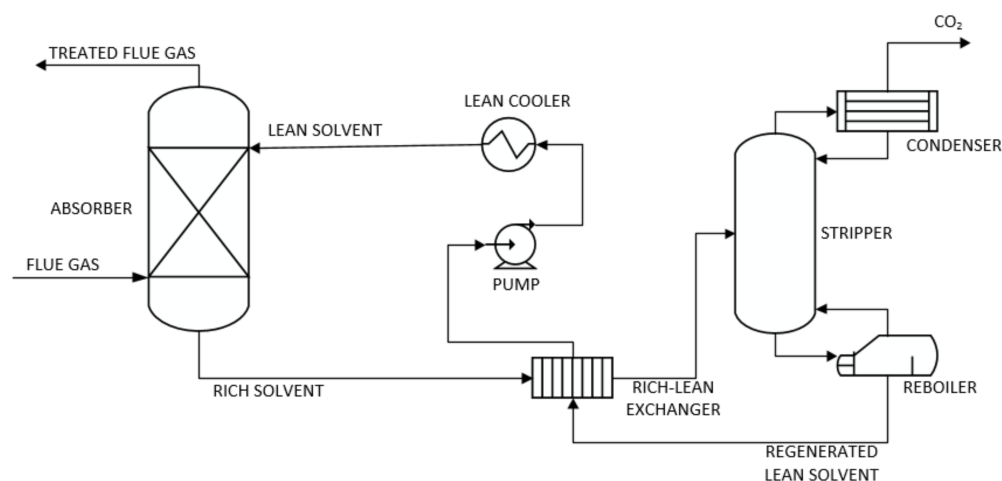 CO₂
TREATED FLUE GAS
LEAN COOLER
LEAN SOLVENT
CONDENSER
ABSORBER
STRIPPER
FLUE GAS
PUMP
RICH SOLVENT
RICH-LEAN
EXCHANGER
REBOILER
REGENERATED
LEAN SOLVENT